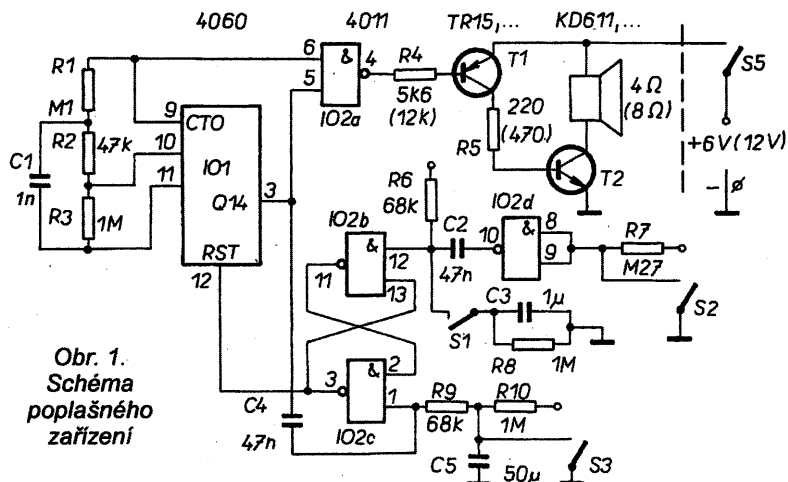 4060
4011
TR15,...
KD611,...
R1
M1
R2
47k
C1
1n
R3
1M
9
CTO
10
11
IO1
Q14
3
RST
12
6
5
&
4
IO2a
R4
5k6
(12k)
T1
220
(470)
R5
T2
4Ω
(8Ω)
S5
+6V(12V)
- ϕ
R6
68k
IO2b
&
11
12
13
C2
47n
10
IO2d
&
8
9
R7
M27
S2
S1
C3
1μ
R8
1M
C4
47n
3
&
2
1
IO2c
R9
68k
R10
1M
C5
50μ
S3
Obr. 1.
Schéma
poplašného
zařízení